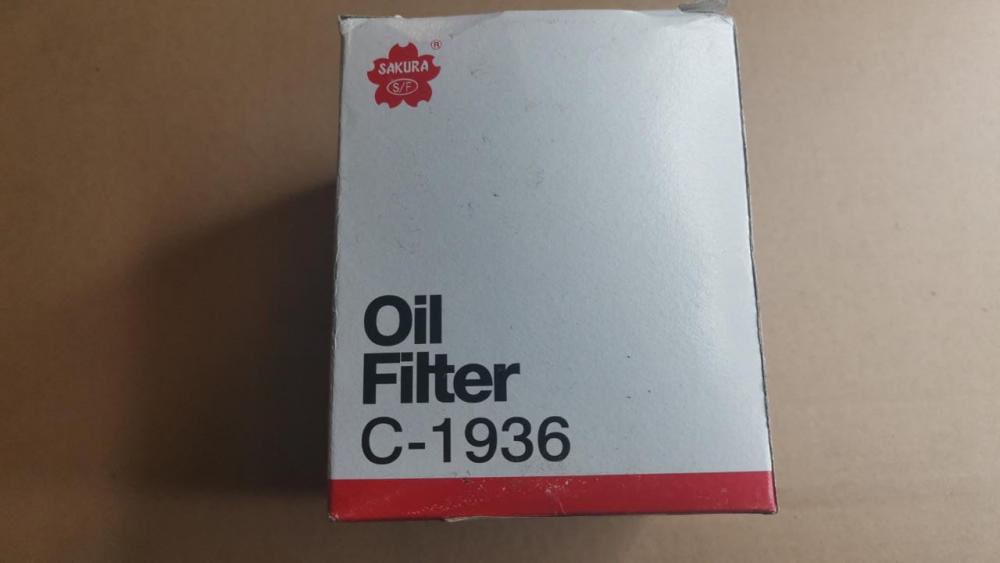 ®
SAKURA
S/F
Oil
Filter
C-1936